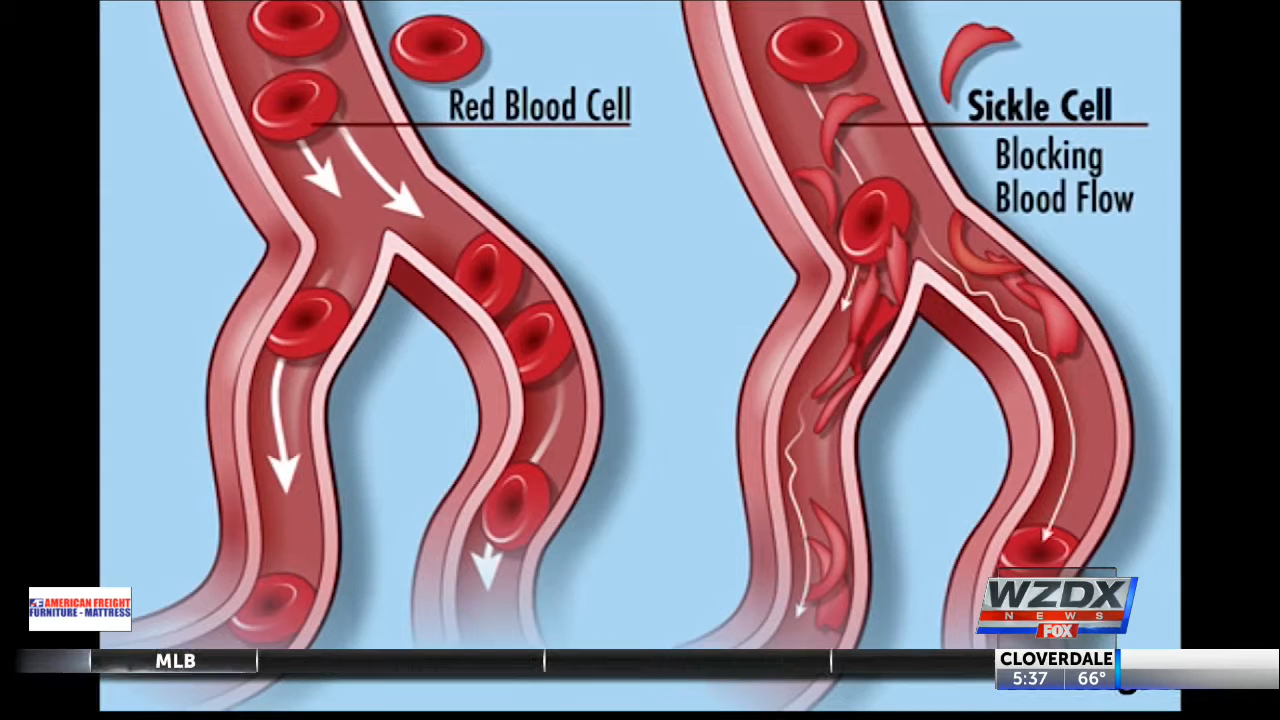 Red Blood Cell
Sickle Cell
Blocking
Blood Flow
AMERICAN FREIGHT
FURNITURE - MATTRESS
WZDX
NEWS
FOX
MLB
CLOVERDALE
5:37 66°